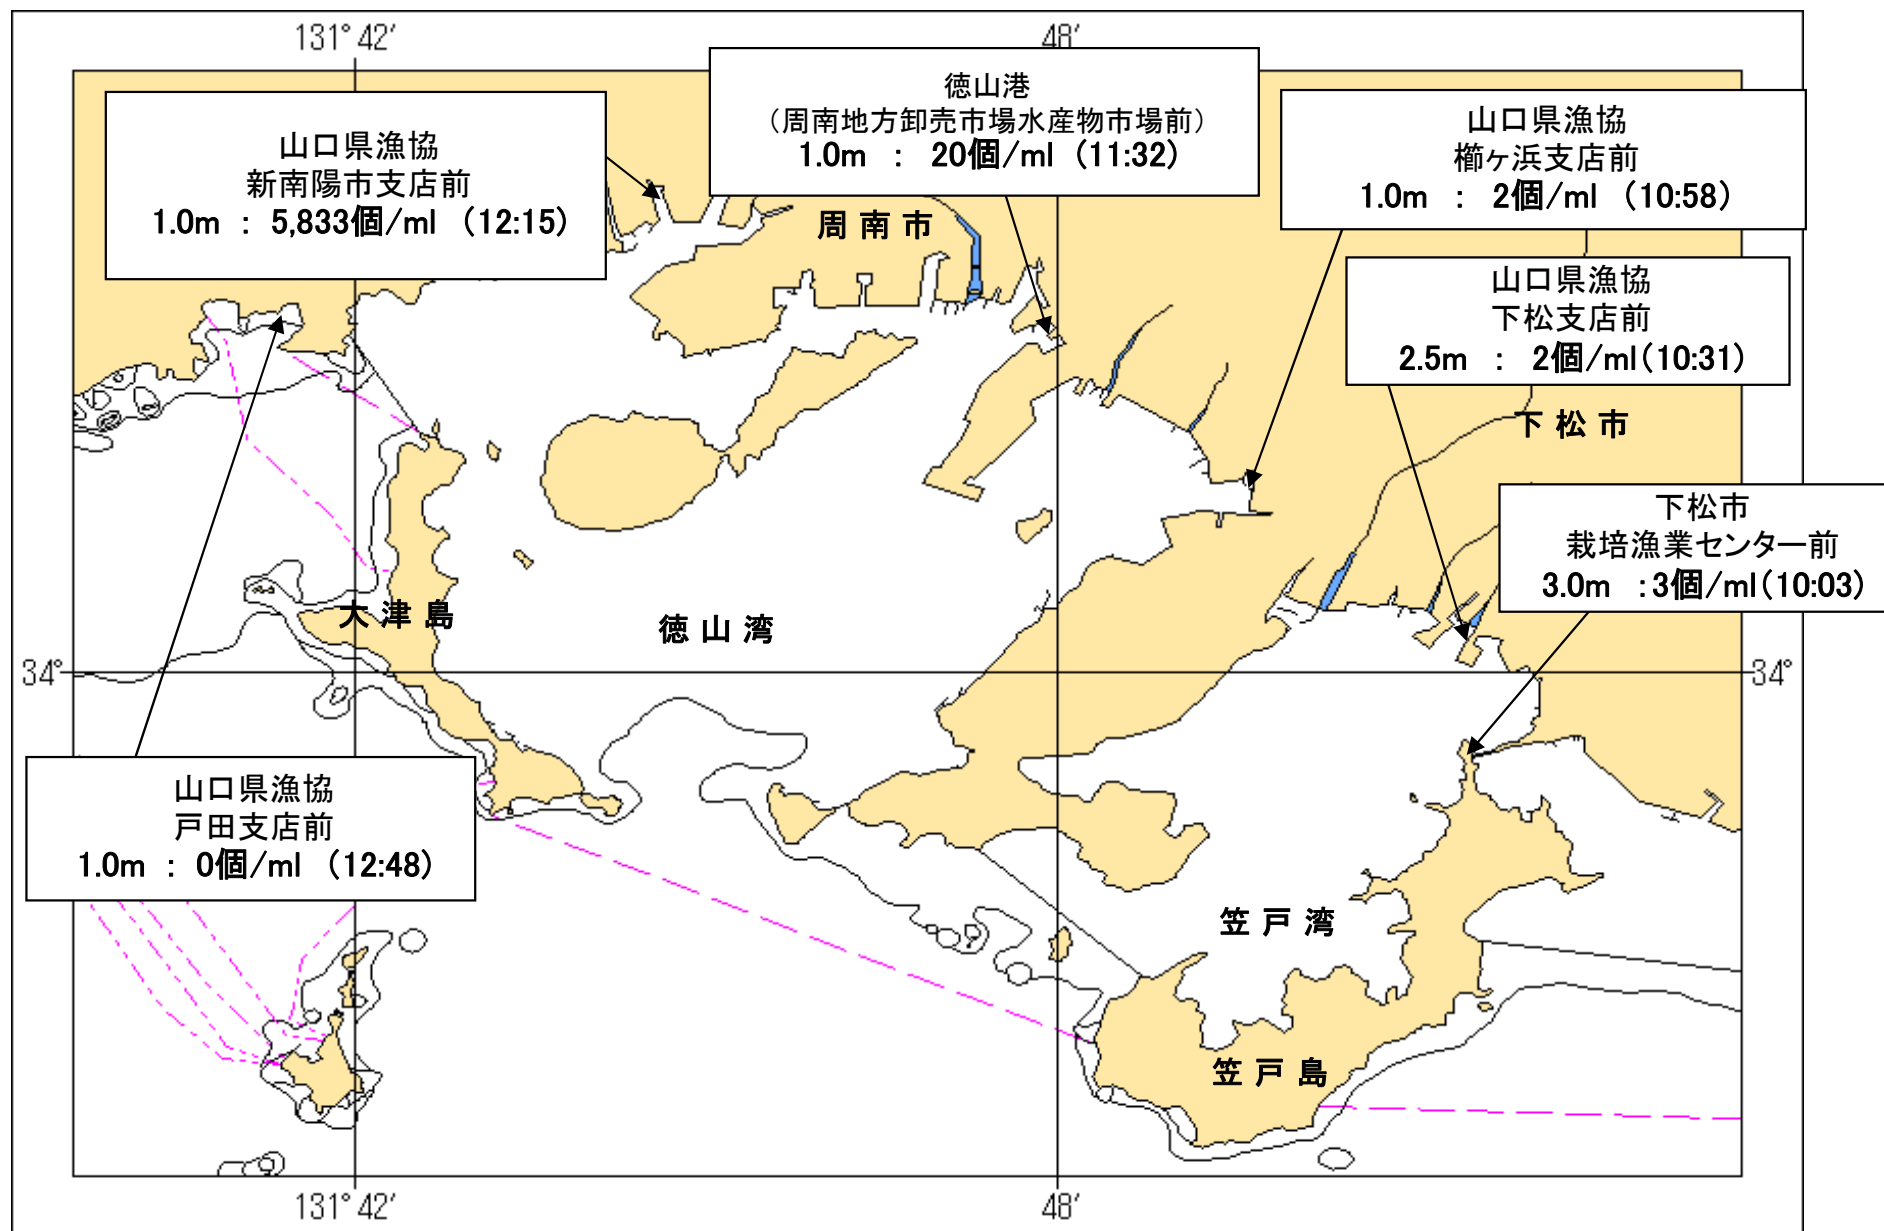 131° 42′
48′
山口県漁協
新南陽市支店前
1.0m ： 5,833個/ml （12:15）
徳山港
（周南地方卸売市場水産物市場前）
1.0m ： 20個/ml （11:32）
山口県漁協
櫛ヶ浜支店前
1.0m ： 2個/ml （10:58）
周南市
山口県漁協
下松支店前
2.5m ： 2個/ml（10:31）
下松市
下松市
栽培漁業センター前
3.0m ：3個/ml（10:03）
大津島
徳山湾
34°
34°
山口県漁協
戸田支店前
1.0m ： 0個/ml （12:48）
笠戸湾
笠戸島
131° 42′
48′